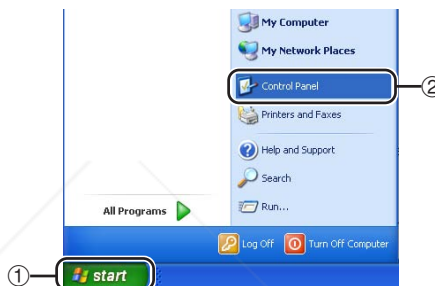 My Computer
My Network Places
Control Panel
②
Printers and Faxes
Help and Support
Search
All Programs
Run...
Log Off
Turn Off Computer
①
start